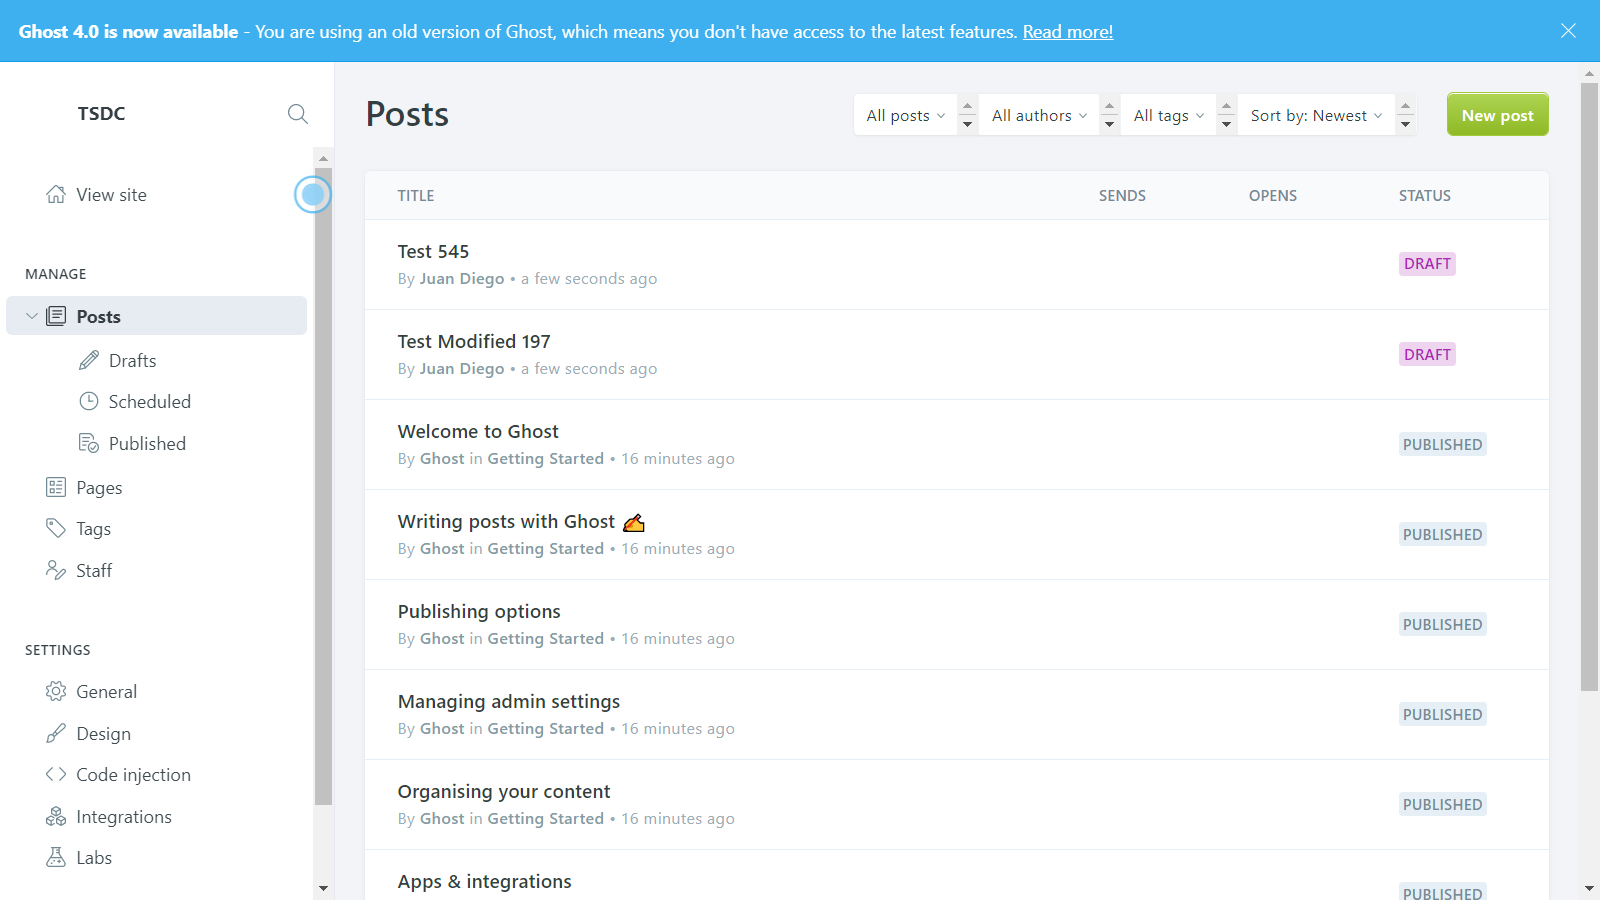 Ghost 4.0 is now available - You are using an old version of Ghost, which means you don't have access to the latest features. Read more!
TSDC
View site
MANAGE
Posts
Drafts
Scheduled
Published
Pages
Tags
Staff
SETTINGS
General
Design
Code injection
Integrations
Labs
Posts
All posts
All authors
All tags
Sort by: Newest
New post
TITLE SENDS OPENS STATUS
Test 545
By Juan Diego • a few seconds ago
DRAFT
Test Modified 197
By Juan Diego • a few seconds ago
DRAFT
Welcome to Ghost
By Ghost in Getting Started • 16 minutes ago
PUBLISHED
Writing posts with Ghost ✍️
By Ghost in Getting Started • 16 minutes ago
PUBLISHED
Publishing options
By Ghost in Getting Started • 16 minutes ago
PUBLISHED
Managing admin settings
By Ghost in Getting Started • 16 minutes ago
PUBLISHED
Organising your content
By Ghost in Getting Started • 16 minutes ago
PUBLISHED
Apps & integrations
PUBLISHED